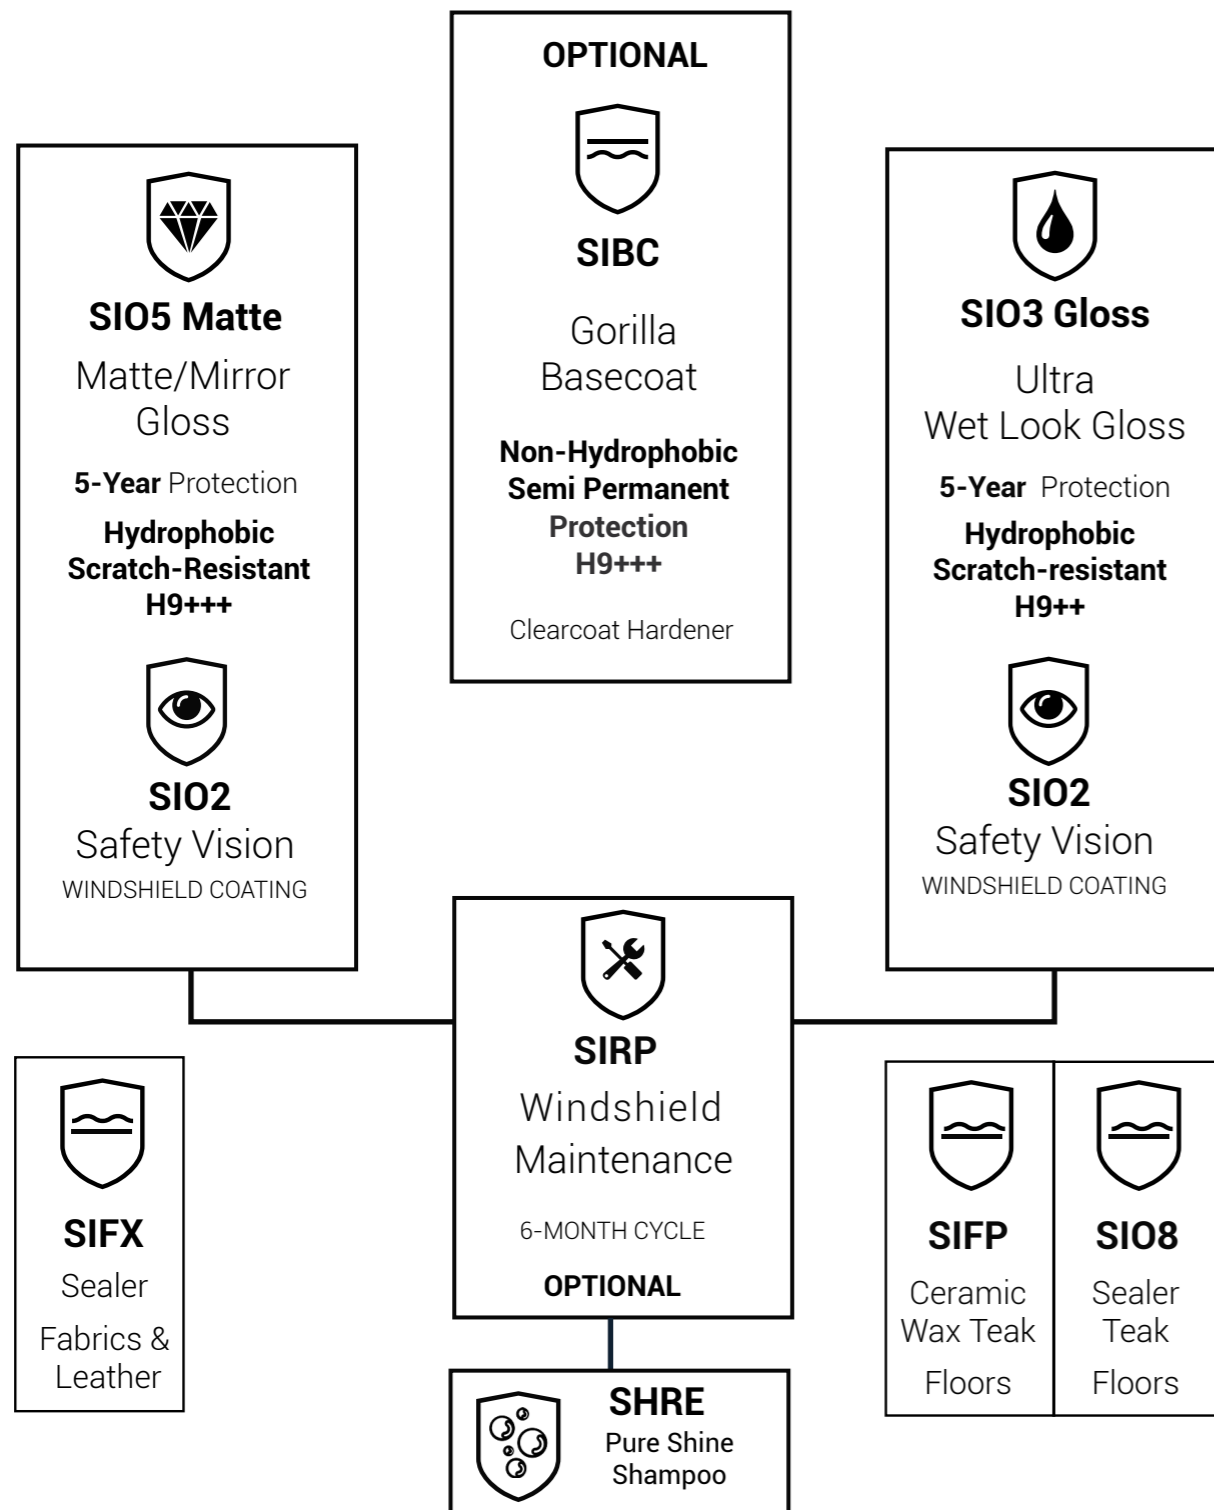 OPTIONAL
SIBC
Gorilla
Basecoat
Non-Hydrophobic
Semi Permanent
Protection
H9+++
Clearcoat Hardener
SIO5 Matte
Matte/Mirror
Gloss
5-Year Protection
Hydrophobic
Scratch-Resistant
H9+++
SIO2
Safety Vision
WINDSHIELD COATING
SIO3 Gloss
Ultra
Wet Look Gloss
5-Year Protection
Hydrophobic
Scratch-resistant
H9++
SIO2
Safety Vision
WINDSHIELD COATING
SIRP
Windshield
Maintenance
6-MONTH CYCLE
OPTIONAL
SIFX
Sealer
Fabrics &
Leather
SIFP
Ceramic
Wax Teak
Floors
SIO8
Sealer
Teak
Floors
SHRE
Pure Shine
Shampoo